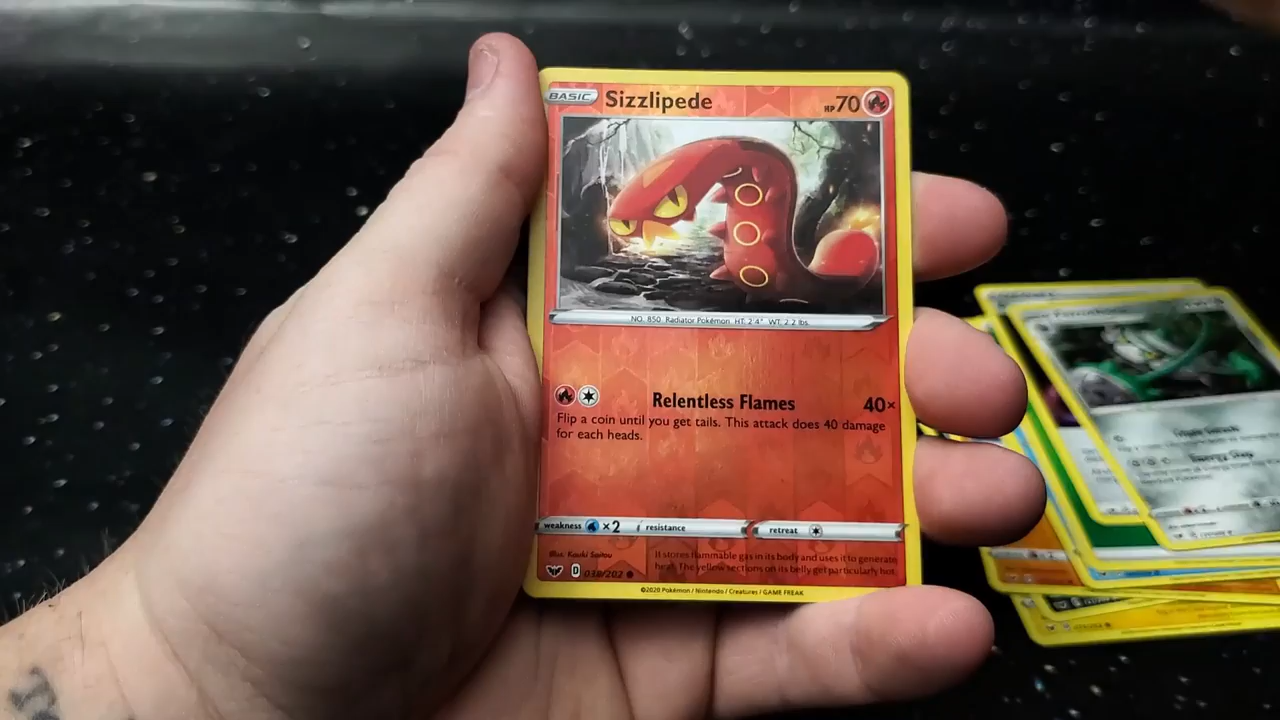 BASIC Sizzlipede HP 70
NO. 850 Radiator Pokémon HT: 2'4" WT: 2.2 lbs.
Relentless Flames 40×
Flip a coin until you get tails. This attack does 40 damage
for each heads.
weakness ×2 resistance retreat
Illus. Kouki Saitou
It stores flammable gas in its body and uses it to generate
heat. The yellow sections on its belly get particularly hot.
D 038/202
©2020 Pokémon / Nintendo / Creatures / GAME FREAK